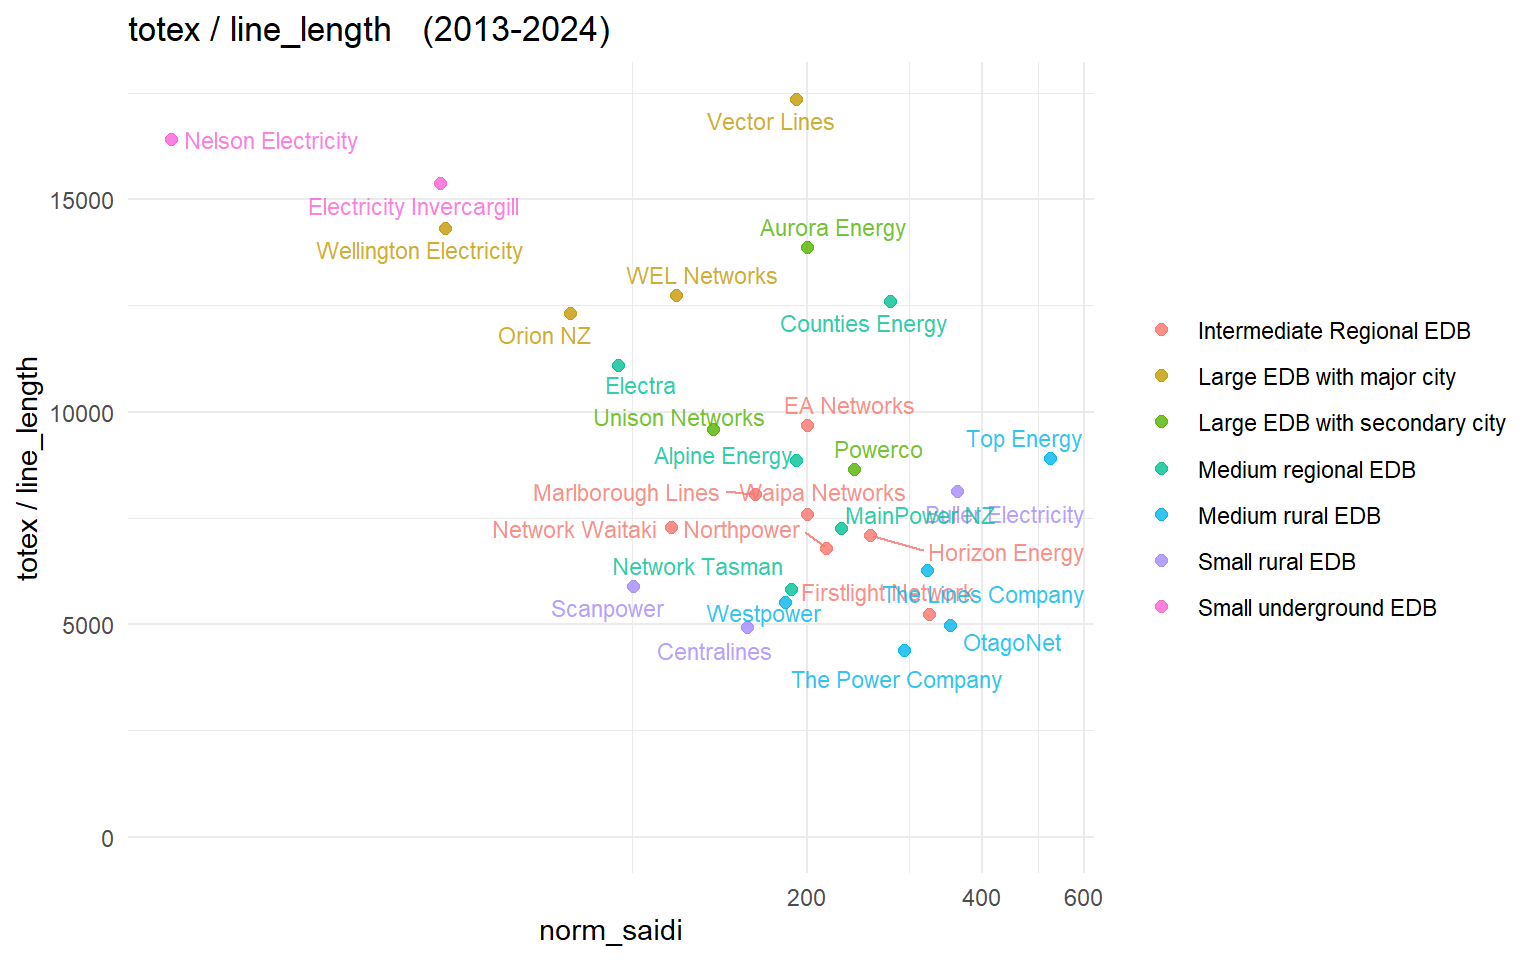 totex / line_length   (2013-2024)
Vector Lines
Nelson Electricity
15000
Electricity Invercargill
Aurora Energy
Wellington Electricity
WEL Networks
Counties Energy
Orion NZ
Intermediate Regional EDB
Large EDB with major city
Large EDB with secondary city
Medium regional EDB
Medium rural EDB
Small rural EDB
Small underground EDB
Electra
EA Networks
10000
Unison Networks
Top Energy
Powerco
Alpine Energy
Marlborough Lines
Waipa Networks
MainPower NZ
Buller Electricity
Network Waitaki
Northpower
Horizon Energy
Network Tasman
Firstlight Network
The Lines Company
Scanpower
Westpower
5000
OtagoNet
Centralines
The Power Company
0
totex / line_length
200
400
600
norm_saidi